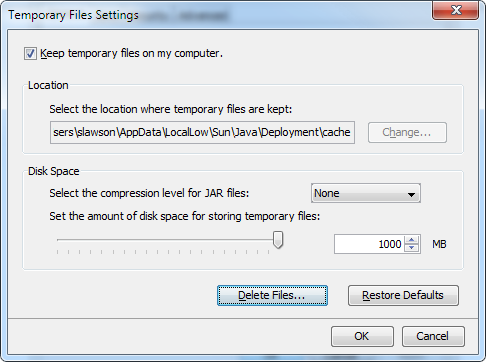 Temporary Files Settings
Keep temporary files on my computer.
Location
Select the location where temporary files are kept:
sers\slawson\AppData\LocalLow\Sun\Java\Deployment\cache
Change...
Disk Space
Select the compression level for JAR files:
None
Set the amount of disk space for storing temporary files:
1000
MB
Delete Files...
Restore Defaults
OK
Cancel